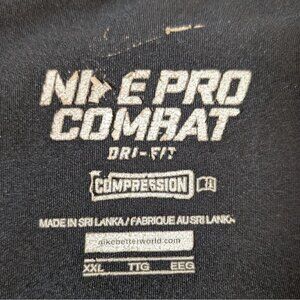 NIKE PRO
COMBAT
DRI-FIT
COMPRESSION
MADE IN SRI LANKA / FABRIQUE AU SRI LANKA
nikebetterworld.com
XXL TTG EEG